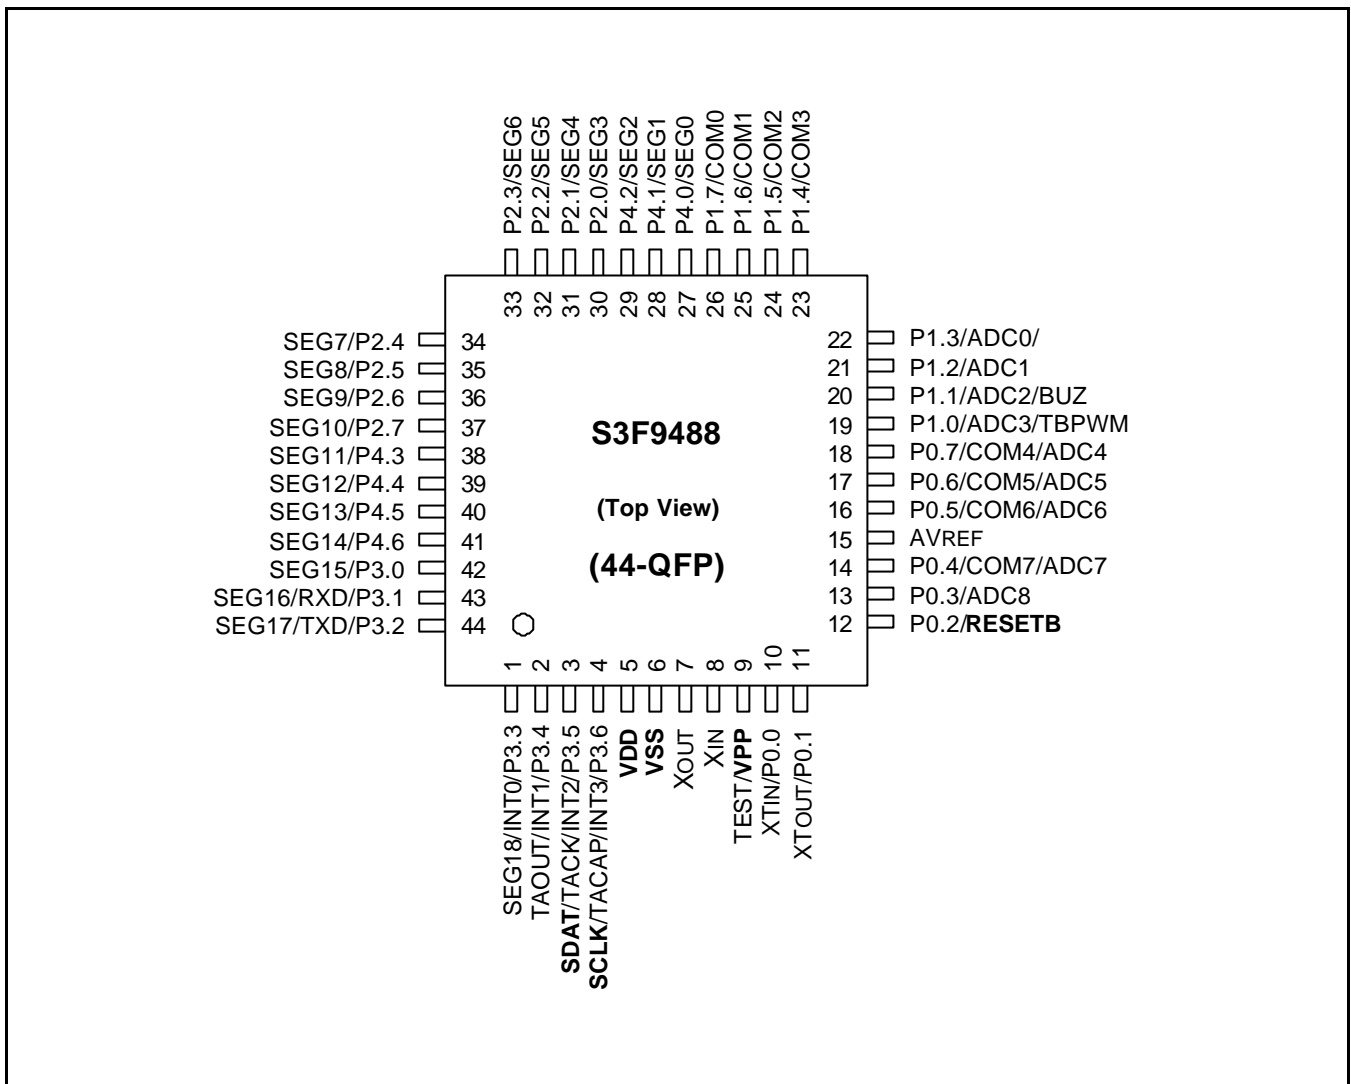 P2.3/SEG6
P2.2/SEG5
P2.1/SEG4
P2.0/SEG3
P4.2/SEG2
P4.1/SEG1
P4.0/SEG0
P1.7/COM0
P1.6/COM1
P1.5/COM2
P1.4/COM3
33
32
31
30
29
28
27
26
25
24
23
SEG7/P2.4 34
SEG8/P2.5 35
SEG9/P2.6 36
SEG10/P2.7 37
SEG11/P4.3 38
SEG12/P4.4 39
SEG13/P4.5 40
SEG14/P4.6 41
SEG15/P3.0 42
SEG16/RXD/P3.1 43
SEG17/TXD/P3.2 44
S3F9488
(Top View)
(44-QFP)
22 P1.3/ADC0/
21 P1.2/ADC1
20 P1.1/ADC2/BUZ
19 P1.0/ADC3/TBPWM
18 P0.7/COM4/ADC4
17 P0.6/COM5/ADC5
16 P0.5/COM6/ADC6
15 AVREF
14 P0.4/COM7/ADC7
13 P0.3/ADC8
12 P0.2/RESETB
1
2
3
4
5
6
7
8
9
10
11
SEG18/INT0/P3.3
TAOUT/INT1/P3.4
SDAT/TACK/INT2/P3.5
SCLK/TACAP/INT3/P3.6
VDD
VSS
XOUT
XIN
TEST/VPP
XTIN/P0.0
XTOUT/P0.1